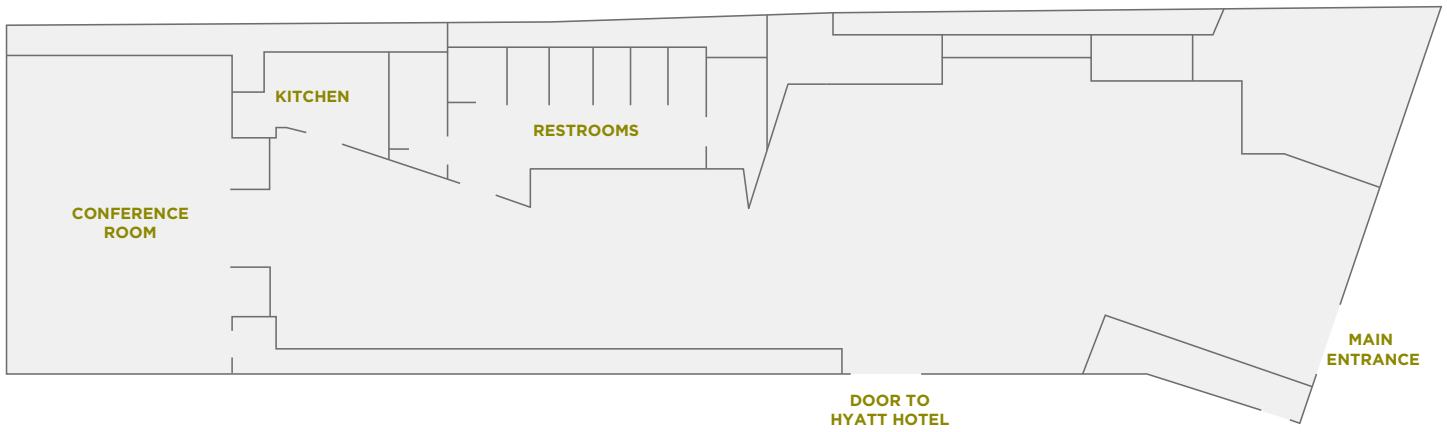 KITCHEN
RESTROOMS
CONFERENCE
ROOM
MAIN
ENTRANCE
DOOR TO
HYATT HOTEL